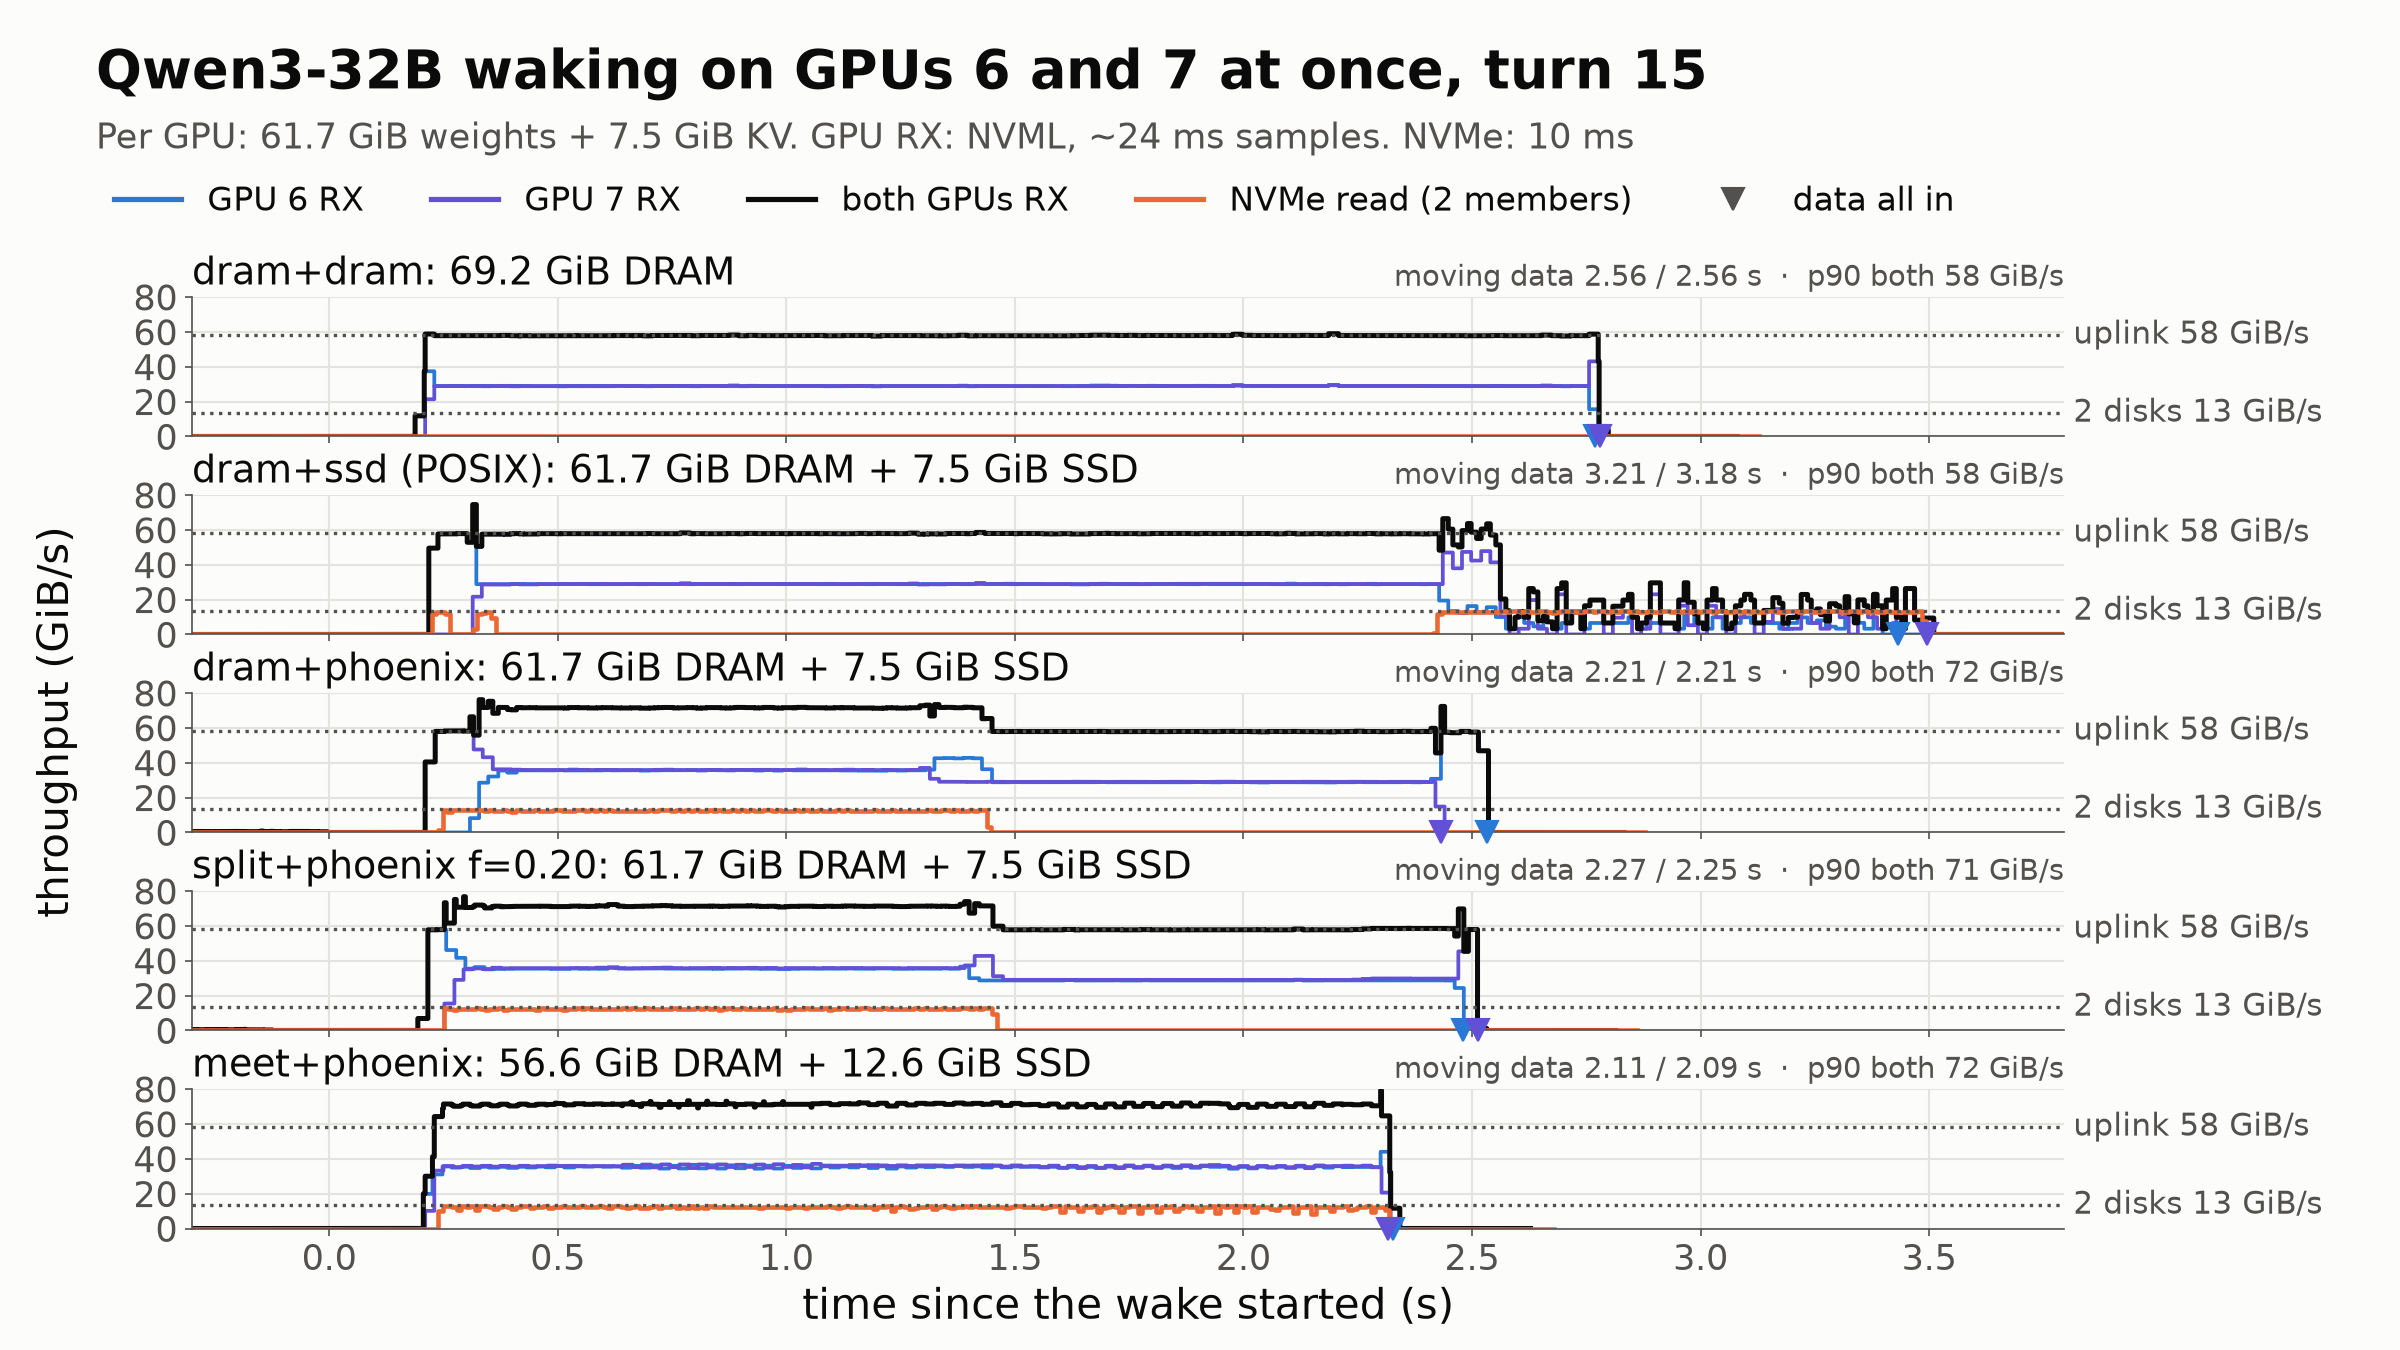 Qwen3-32B waking on GPUs 6 and 7 at once, turn 15
Per GPU: 61.7 GiB weights + 7.5 GiB KV. GPU RX: NVML, ~24 ms samples. NVMe: 10 ms
GPU 6 RX GPU 7 RX both GPUs RX NVMe read (2 members) data all in
throughput (GiB/s)
dram+dram: 69.2 GiB DRAM
moving data 2.56 / 2.56 s · p90 both 58 GiB/s
80
60
40
20
0
uplink 58 GiB/s
2 disks 13 GiB/s
dram+ssd (POSIX): 61.7 GiB DRAM + 7.5 GiB SSD
moving data 3.21 / 3.18 s · p90 both 58 GiB/s
80
60
40
20
0
uplink 58 GiB/s
2 disks 13 GiB/s
dram+phoenix: 61.7 GiB DRAM + 7.5 GiB SSD
moving data 2.21 / 2.21 s · p90 both 72 GiB/s
80
60
40
20
0
uplink 58 GiB/s
2 disks 13 GiB/s
split+phoenix f=0.20: 61.7 GiB DRAM + 7.5 GiB SSD
moving data 2.27 / 2.25 s · p90 both 71 GiB/s
80
60
40
20
0
uplink 58 GiB/s
2 disks 13 GiB/s
meet+phoenix: 56.6 GiB DRAM + 12.6 GiB SSD
moving data 2.11 / 2.09 s · p90 both 72 GiB/s
80
60
40
20
0
uplink 58 GiB/s
2 disks 13 GiB/s
0.0 0.5 1.0 1.5 2.0 2.5 3.0 3.5
time since the wake started (s)